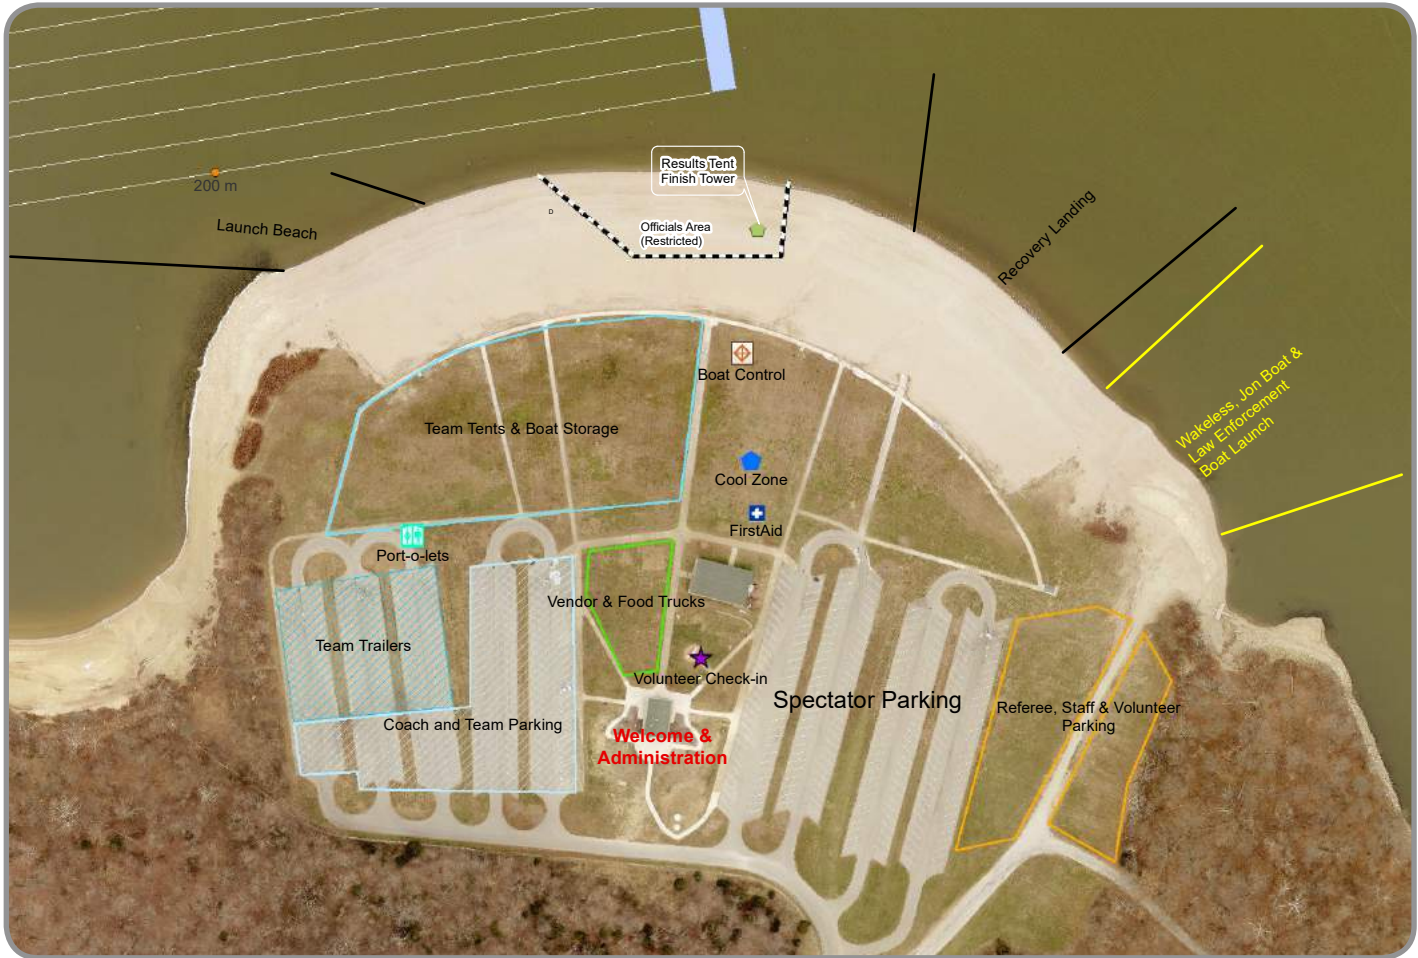 Results Tent
Finish Tower
200 m
Launch Beach
D
Officials Area
(Restricted)
Recovery Landing
Boat Control
Wakeless, Jon Boat &
Law Enforcement
Boat Launch
Team Tents & Boat Storage
Cool Zone
FirstAid
Port-o-lets
Vendor & Food Trucks
Team Trailers
Volunteer Check-in
Spectator Parking
Referee, Staff & Volunteer
Parking
Coach and Team Parking
Welcome &
Administration